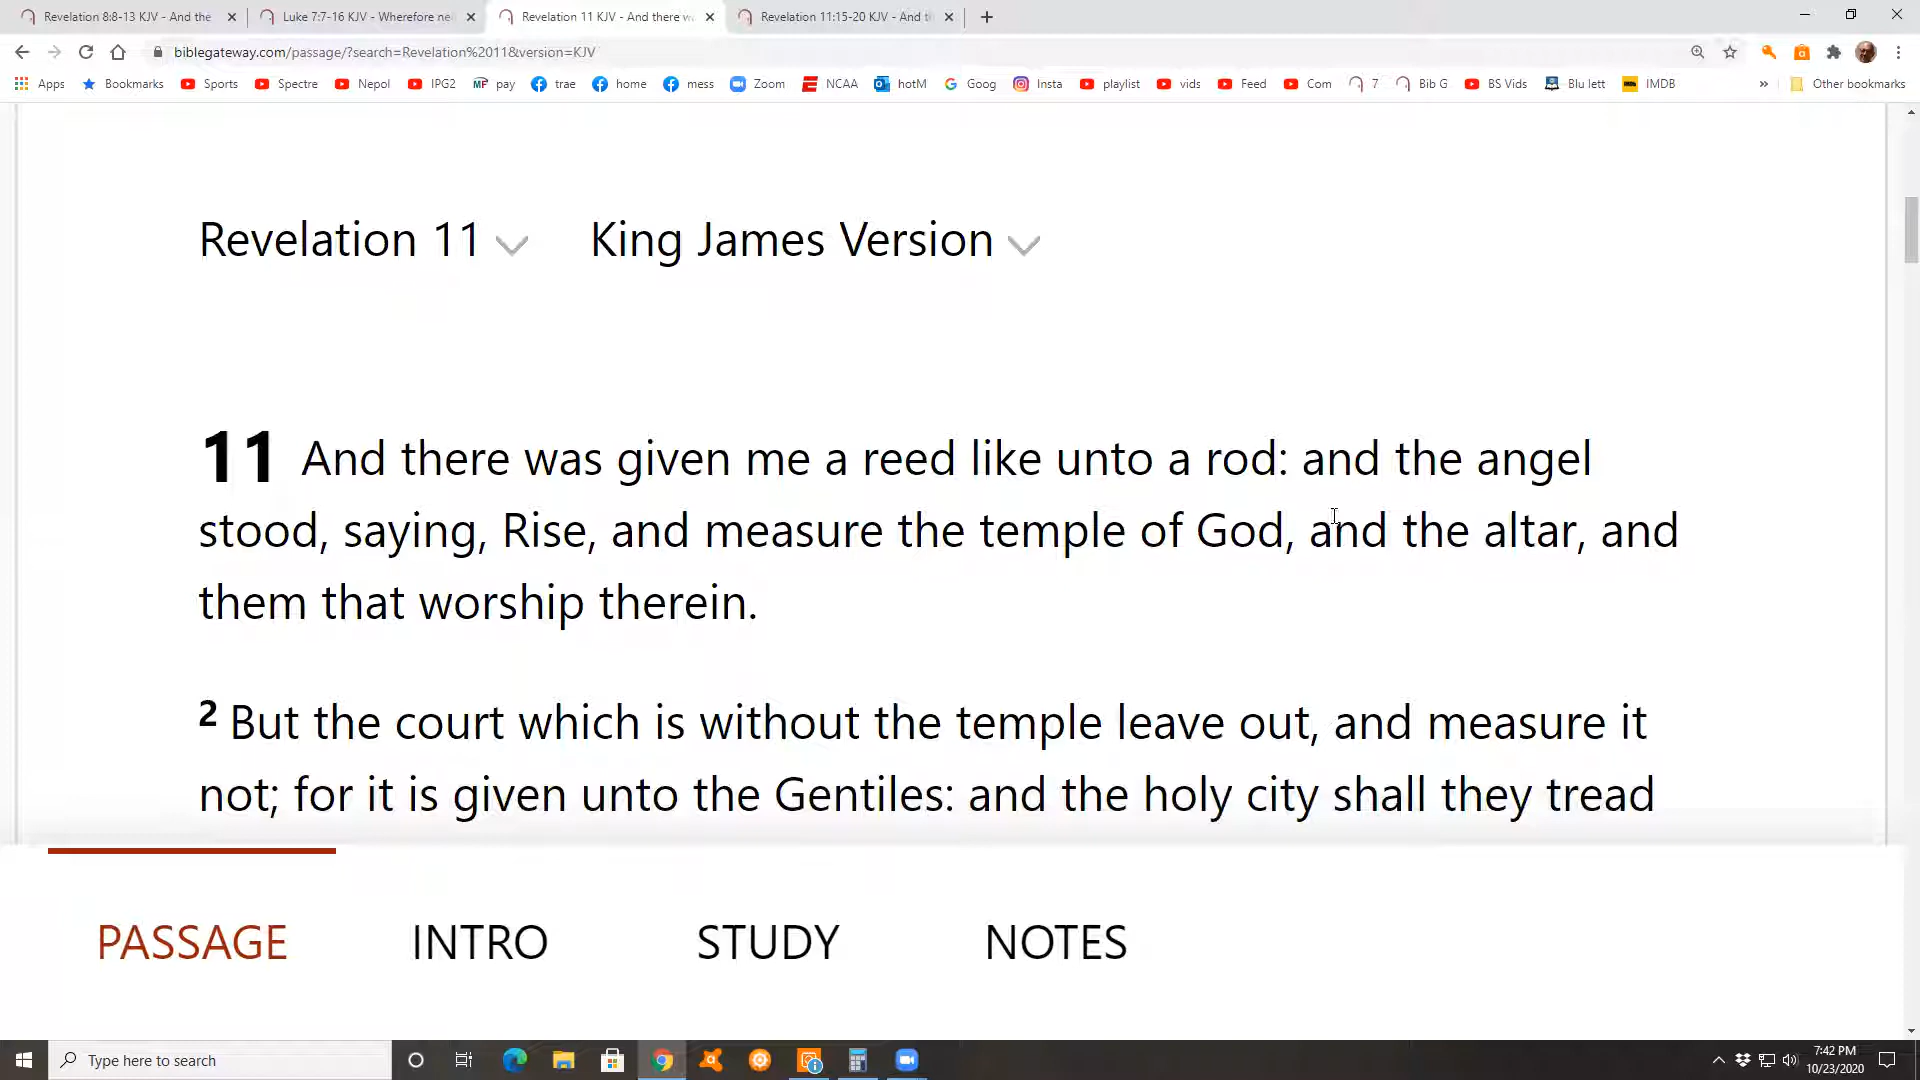 Revelation 8:8-13 KJV - And the
Luke 7:7-16 KJV - Wherefore nei
Revelation 11 KJV - And there w
Revelation 11:15-20 KJV - And t
biblegateway.com/passage/?search=Revelation%2011&version=KJV
Apps Bookmarks Sports Spectre Nepol IPG2 pay trae home mess Zoom NCAA hotM Goog Insta playlist vids Feed Com 7 Bib G BS Vids Blu lett IMDB » Other bookmarks
Revelation 11 King James Version
11 And there was given me a reed like unto a rod: and the angel
stood, saying, Rise, and measure the temple of God, and the altar, and
them that worship therein.
2 But the court which is without the temple leave out, and measure it
not; for it is given unto the Gentiles: and the holy city shall they tread
PASSAGE INTRO STUDY NOTES
Type here to search
7:42 PM
10/23/2020